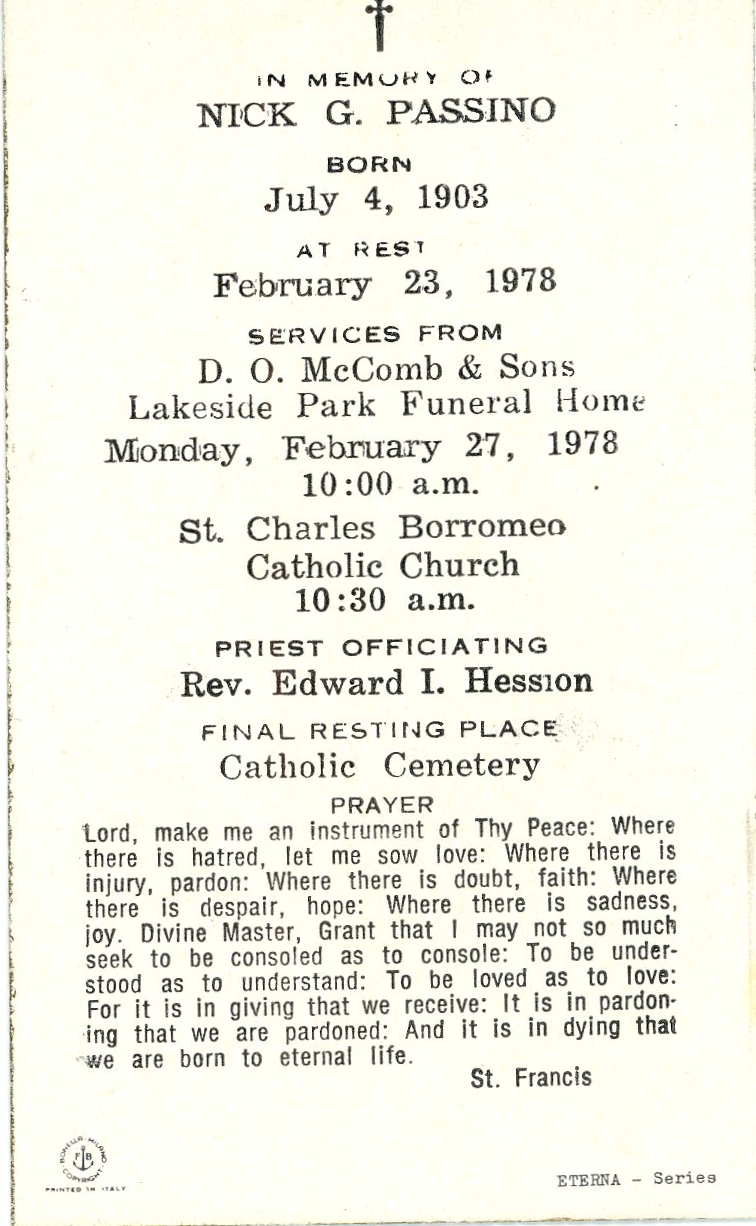 IN MEMORY OF
NICK G. PASSINO
BORN
July 4, 1903
AT REST
February 23, 1978
SERVICES FROM
D. O. McComb & Sons
Lakeside Park Funeral Home
Monday, February 27, 1978
10:00 a.m.
St. Charles Borromeo
Catholic Church
10:30 a.m.
PRIEST OFFICIATING
Rev. Edward I. Hession
FINAL RESTING PLACE
Catholic Cemetery
PRAYER
Lord, make me an instrument of Thy Peace: Where
there is hatred, let me sow love: Where there is
injury, pardon: Where there is doubt, faith: Where
there is despair, hope: Where there is sadness,
joy. Divine Master, Grant that I may not so much
seek to be consoled as to console: To be under-
stood as to understand: To be loved as to love:
For it is in giving that we receive: It is in pardon-
ing that we are pardoned: And it is in dying that
we are born to eternal life.
St. Francis
BONELLA - MILANO
FB
COPYRIGHT
PRINTED IN ITALY
ETERNA - Series